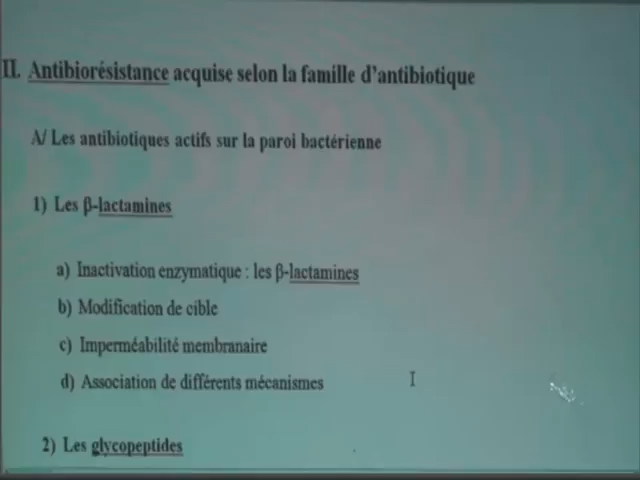 II. Antibiorésistance acquise selon la famille d'antibiotique
A/ Les antibiotiques actifs sur la paroi bactérienne
1) Les β-lactamines
a) Inactivation enzymatique : les β-lactamines
b) Modification de cible
c) Imperméabilité membranaire
d) Association de différents mécanismes
2) Les glycopeptides